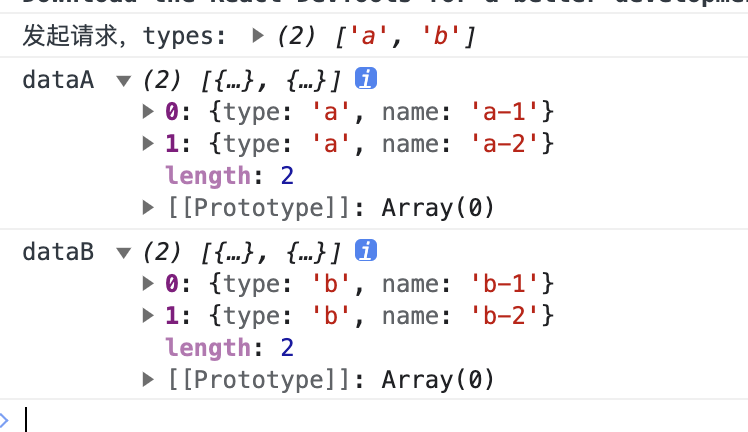 Download the React DevTools for a better developmen
发起请求，types: ▶ (2) ['a', 'b']
dataA ▼ (2) [{…}, {…}] i
▶ 0: {type: 'a', name: 'a-1'}
▶ 1: {type: 'a', name: 'a-2'}
length: 2
▶ [[Prototype]]: Array(0)
dataB ▼ (2) [{…}, {…}] i
▶ 0: {type: 'b', name: 'b-1'}
▶ 1: {type: 'b', name: 'b-2'}
length: 2
▶ [[Prototype]]: Array(0)